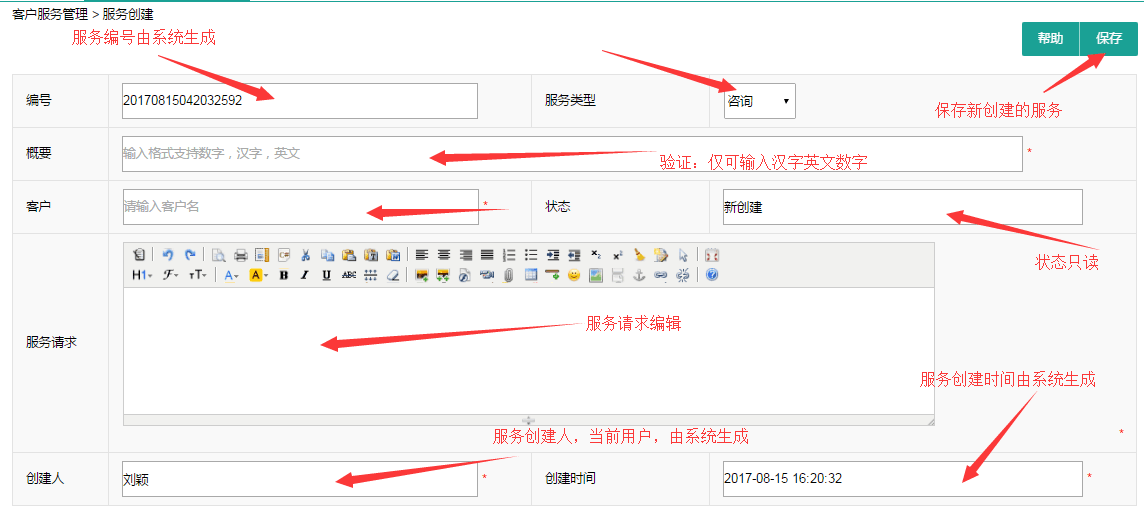 客户服务管理 > 服务创建
服务编号由系统生成
帮助 保存
编号 20170815042032592 服务类型 咨询
保存新创建的服务
概要 输入格式支持数字，汉字，英文 *
验证：仅可输入汉字英文数字
客户 请输入客户名 * 状态 新创建
状态只读
H1 F тT A A B I U ABC
服务请求编辑
服务请求
服务创建时间由系统生成
服务创建人，当前用户，由系统生成 *
创建人 刘颖 * 创建时间 2017-08-15 16:20:32 *